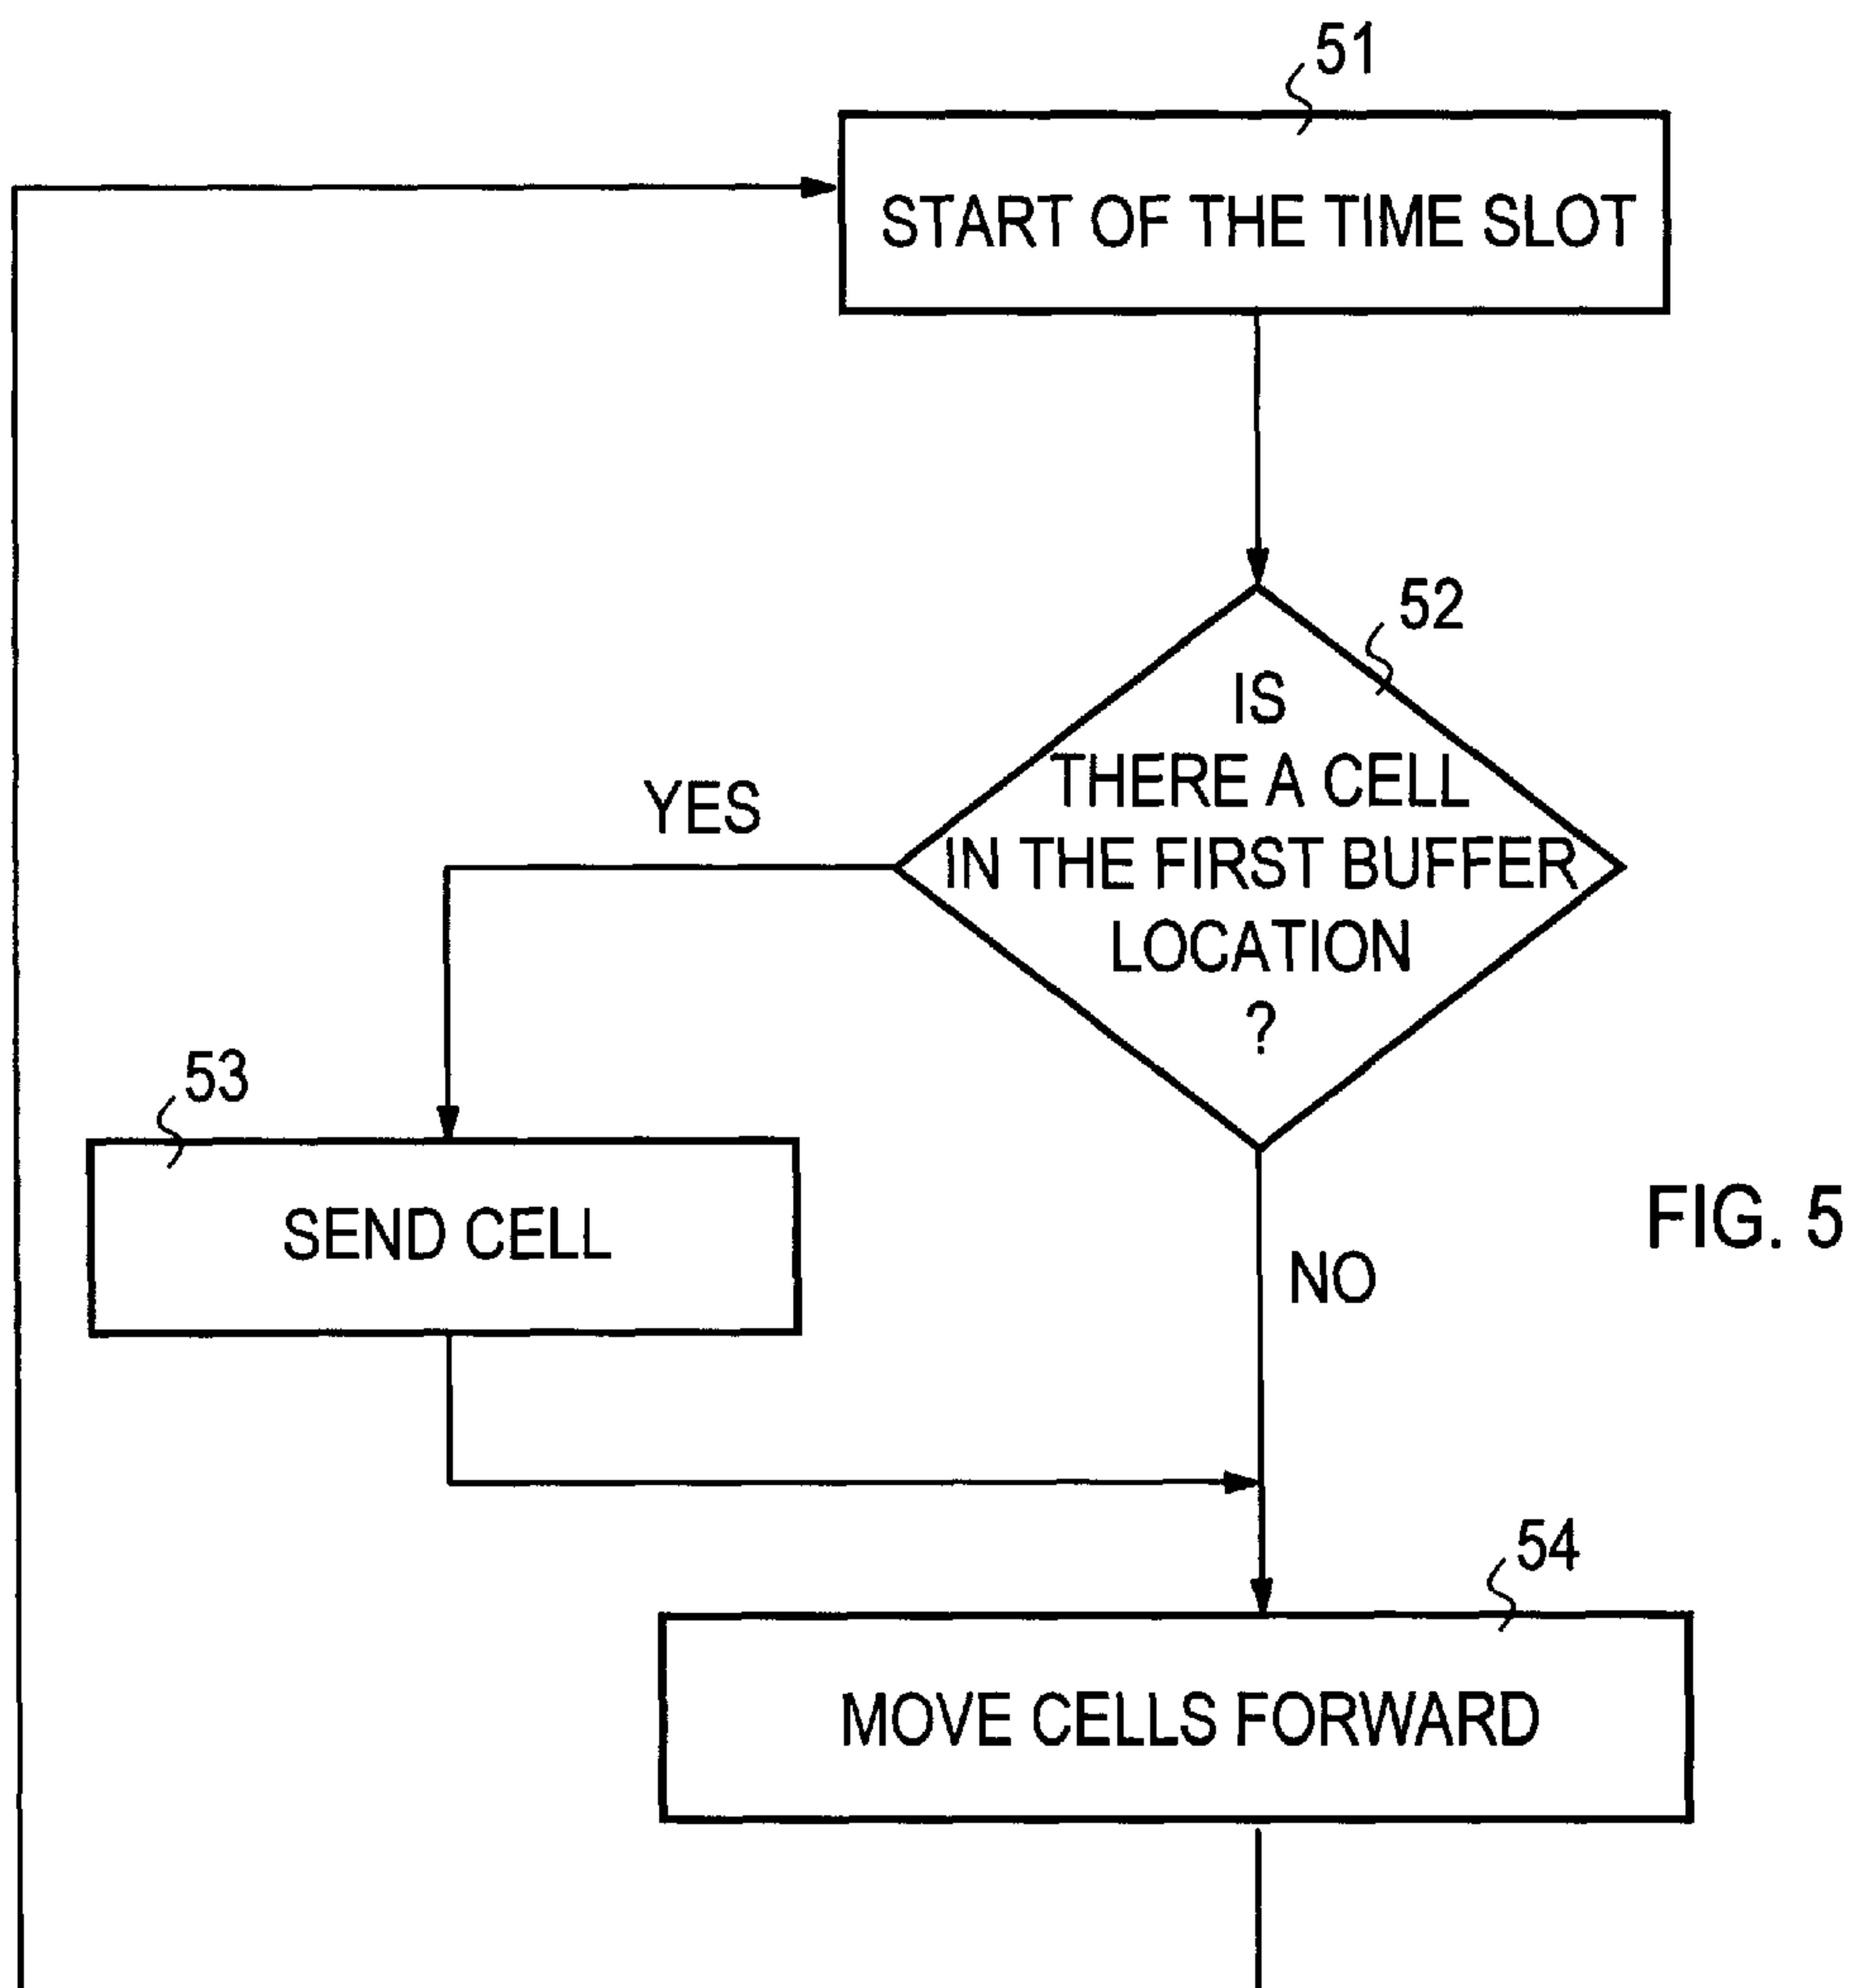 51
START OF THE TIME SLOT
52
IS
THERE A CELL
IN THE FIRST BUFFER
LOCATION
?
YES
53
SEND CELL
NO
FIG. 5
54
MOVE CELLS FORWARD